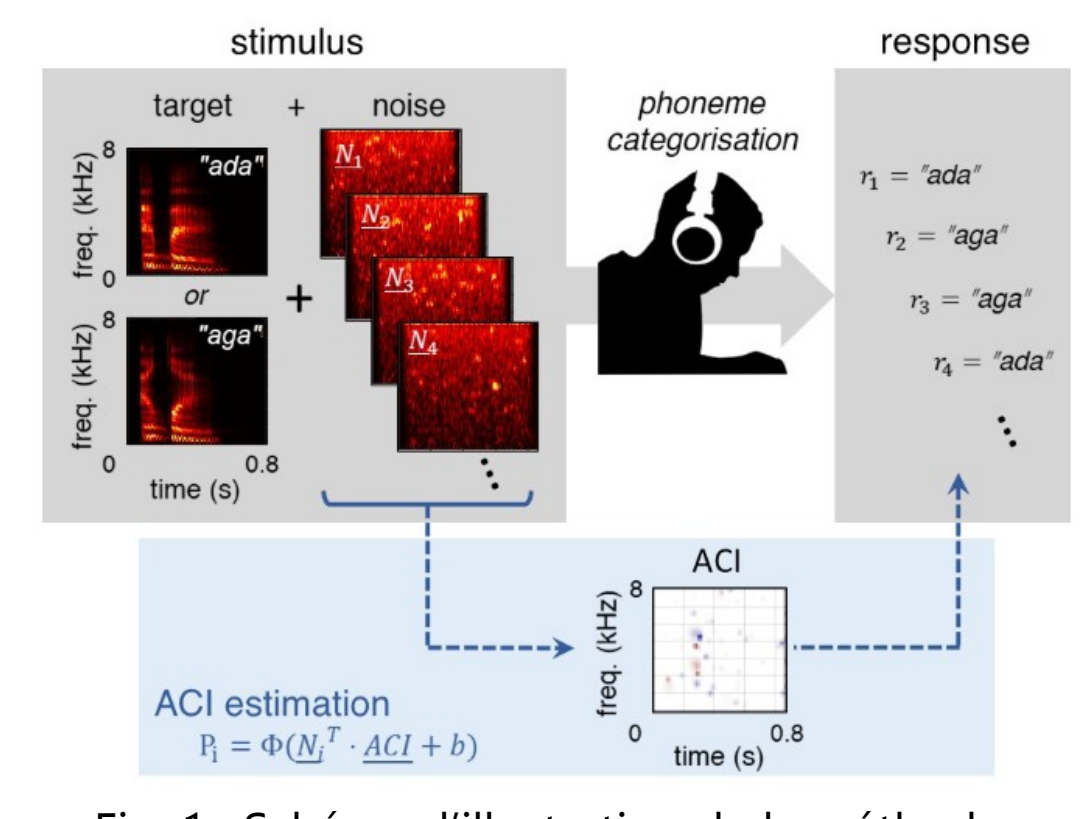 stimulus
response
target + noise
phoneme
categorisation
8
freq. (kHz)
"ada"
0
or
+
8
freq. (kHz)
"aga"
0
0.8
time (s)
N₁
N₂
N₃
N₄
r₁ = "ada"
r₂ = "aga"
r₃ = "aga"
r₄ = "ada"
ACI
8
freq. (kHz)
0
0.8
time (s)
ACI estimation
Pᵢ = Φ(Nᵢᵀ · ACI + b)